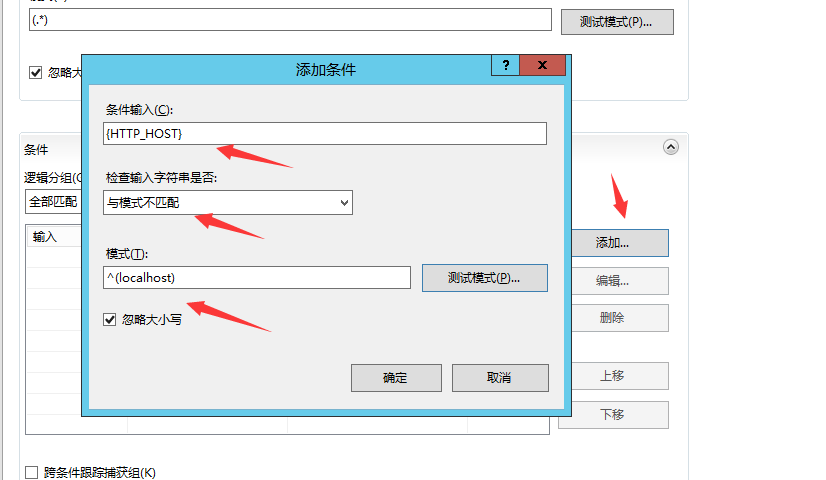 (.*)
测试模式(P)...
忽略大
添加条件
?
x
条件输入(C):
{HTTP_HOST}
条件
逻辑分组(
检查输入字符串是否:
全部匹配
与模式不匹配
输入
添加...
模式(T):
^(localhost)
测试模式(P)...
编辑...
忽略大小写
删除
确定
取消
上移
下移
跨条件跟踪捕获组(K)